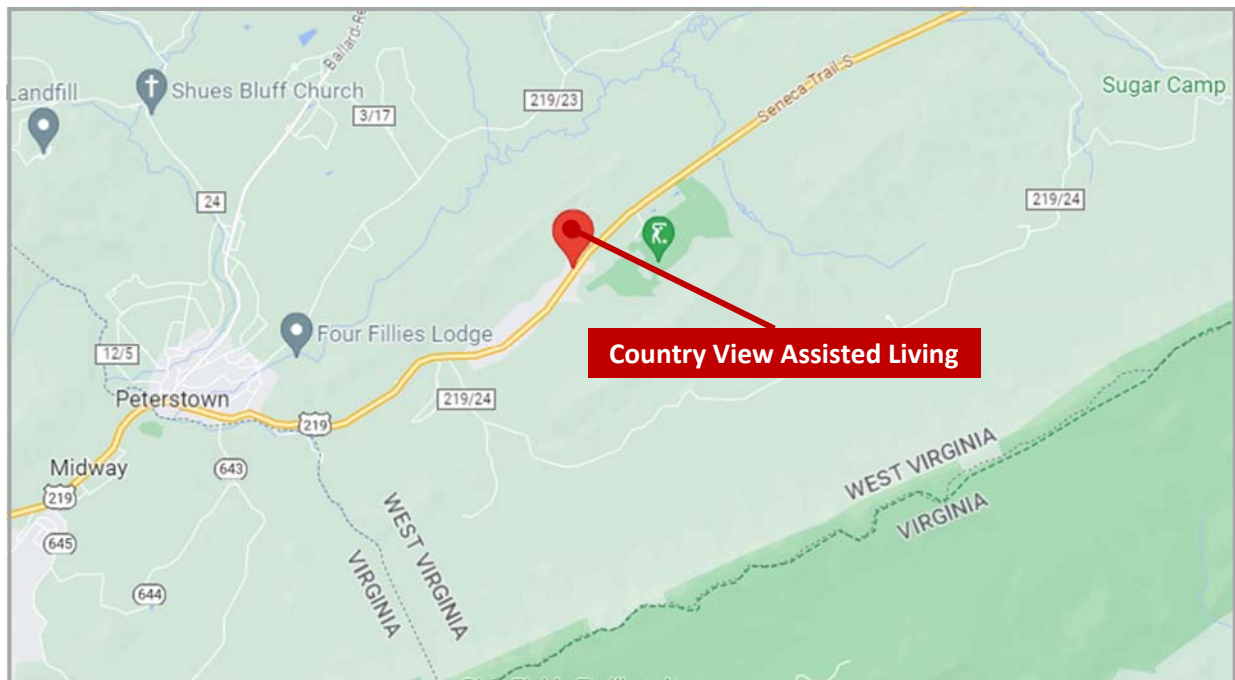 Landfill
Shues Bluff Church
Ballard-Re
3/17
219/23
Seneca Trail S
Sugar Camp
24
219/24
Four Fillies Lodge
Country View Assisted Living
12/5
Peterstown
219/24
219
Midway
643
219
645
644
WEST VIRGINIA
VIRGINIA
WEST VIRGINIA
VIRGINIA